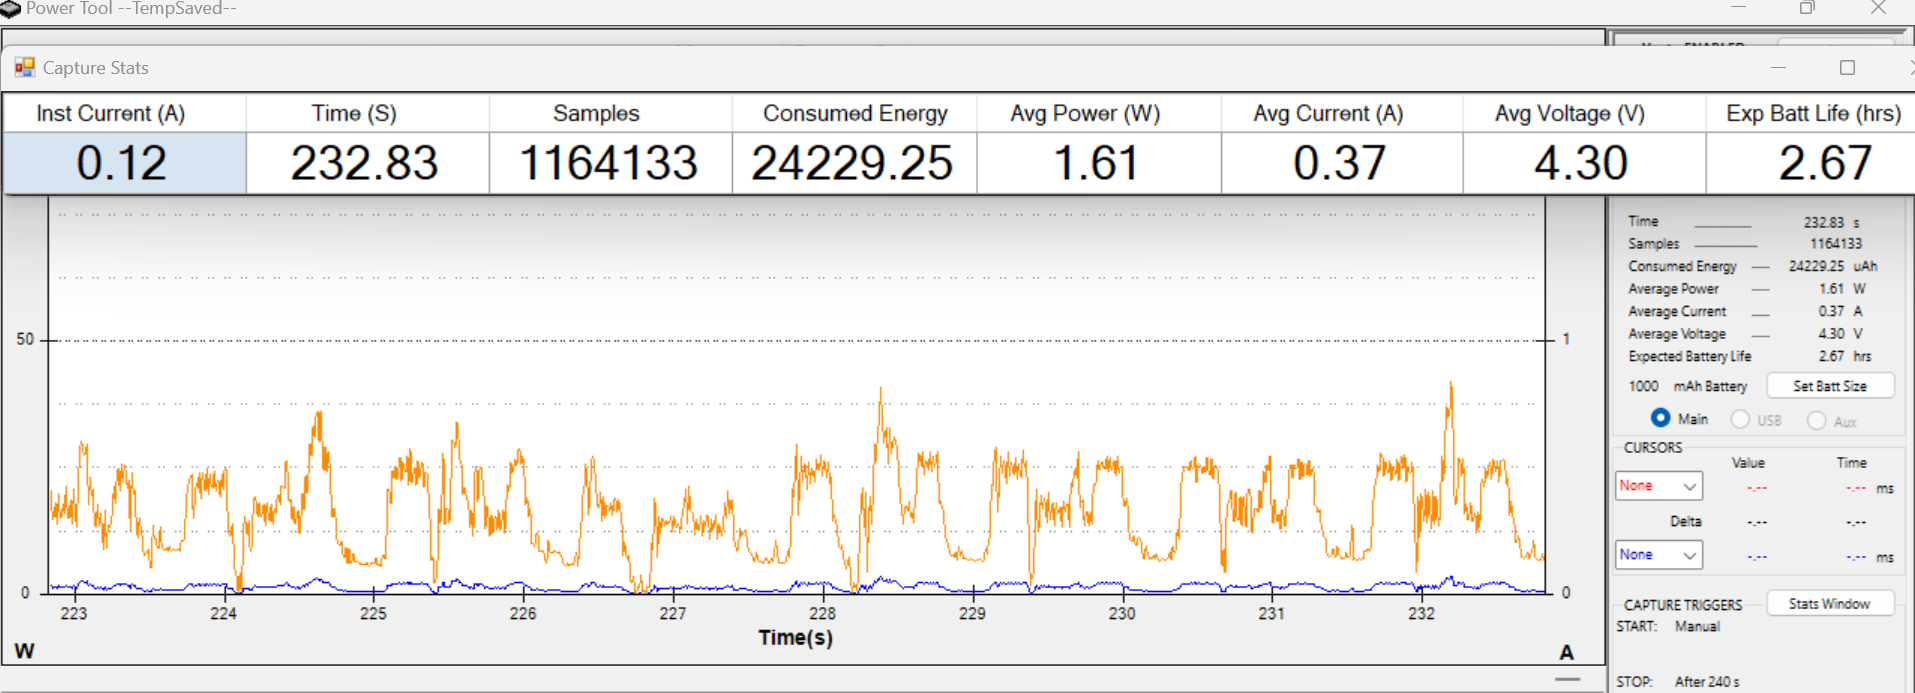 Power Tool --TempSaved--
Capture Stats
Inst Current (A) Time (S) Samples Consumed Energy Avg Power (W) Avg Current (A) Avg Voltage (V) Exp Batt Life (hrs)
0.12 232.83 1164133 24229.25 1.61 0.37 4.30 2.67
Time 232.83 s
Samples 1164133
Consumed Energy 24229.25 uAh
Average Power 1.61 W
Average Current 0.37 A
Average Voltage 4.30 V
Expected Battery Life 2.67 hrs
1000 mAh Battery Set Batt Size
Main USB Aux
CURSORS
Value Time
None -.-- -.-- ms
Delta -.-- -.--
None -.-- -.-- ms
CAPTURE TRIGGERS Stats Window
START: Manual
STOP: After 240 s
50 1
0 0
223 224 225 226 227 228 229 230 231 232
Time(s)
W A